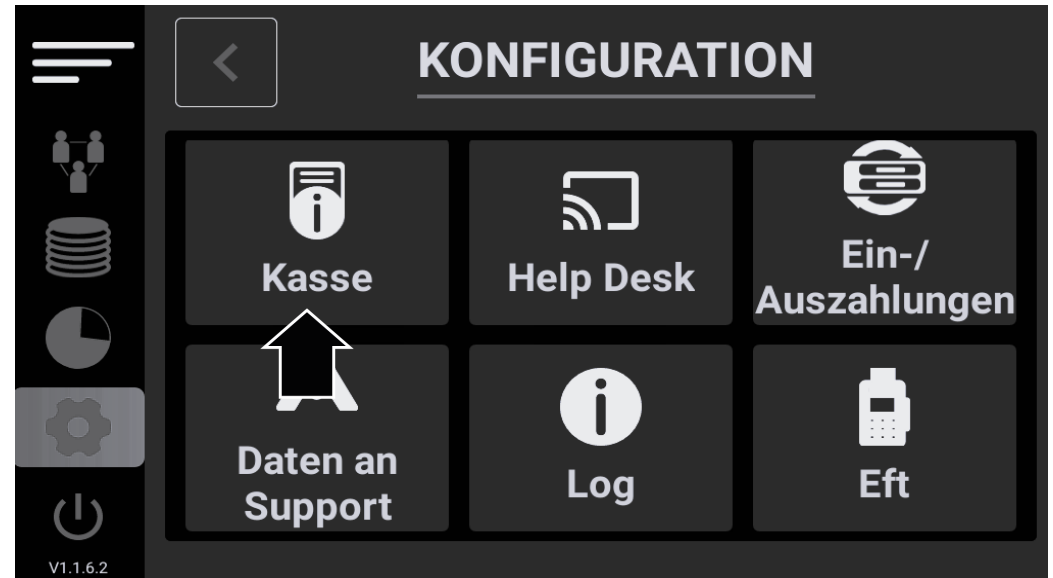 KONFIGURATION
Kasse
Help Desk
Ein-/
Auszahlungen
Daten an
Support
Log
Eft
V1.1.6.2